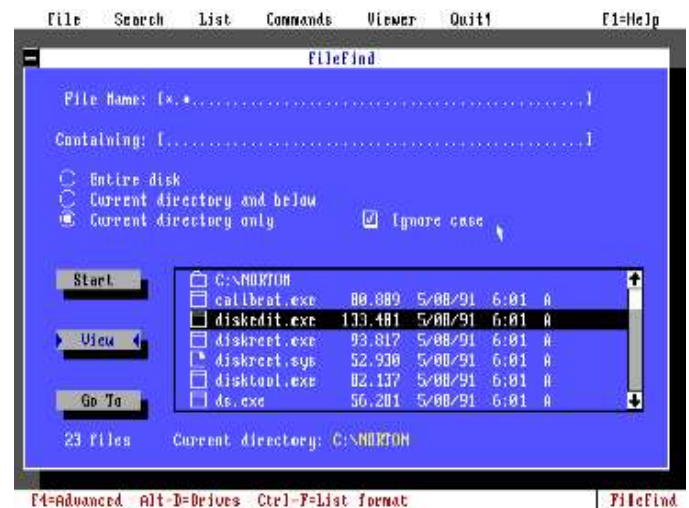 File Search List Commands Viewer Quit! F1=Help
FileFind
File Name: [*.*......................................................]
Containing: [......................................................]
Entire disk
Current directory and below
Current directory only Ignore case
Start C:\NORTON
calibrat.exe 80.889 5/08/91 6:01 A
diskedit.exe 133.481 5/08/91 6:01 A
View diskreet.exe 93.817 5/08/91 6:01 A
diskreet.sys 52.930 5/08/91 6:01 A
disktool.exe 82.137 5/08/91 6:01 A
Go To ds.exe 56.201 5/08/91 6:01 A
23 files Current directory: C:\NORTON
F4=Advanced Alt-D=Drives Ctrl-F=List format FileFind